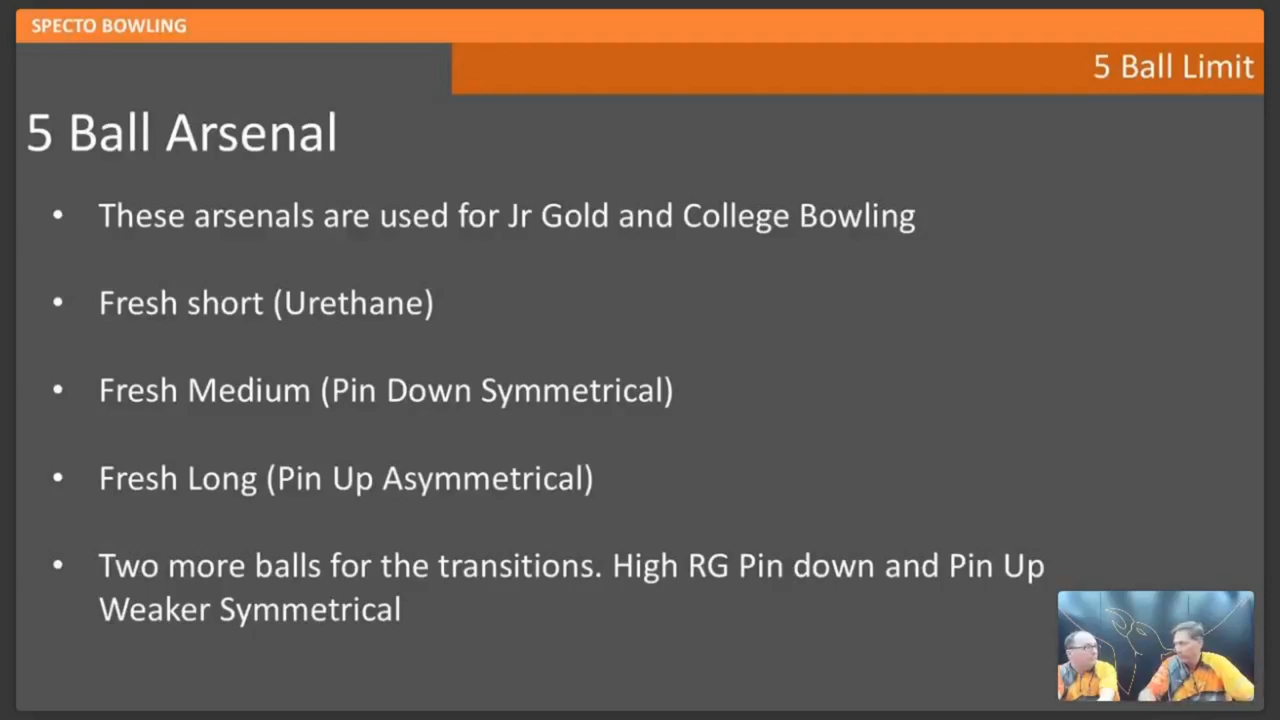 SPECTO BOWLING
5 Ball Limit
5 Ball Arsenal
• These arsenals are used for Jr Gold and College Bowling
• Fresh short (Urethane)
• Fresh Medium (Pin Down Symmetrical)
• Fresh Long (Pin Up Asymmetrical)
• Two more balls for the transitions. High RG Pin down and Pin Up
Weaker Symmetrical